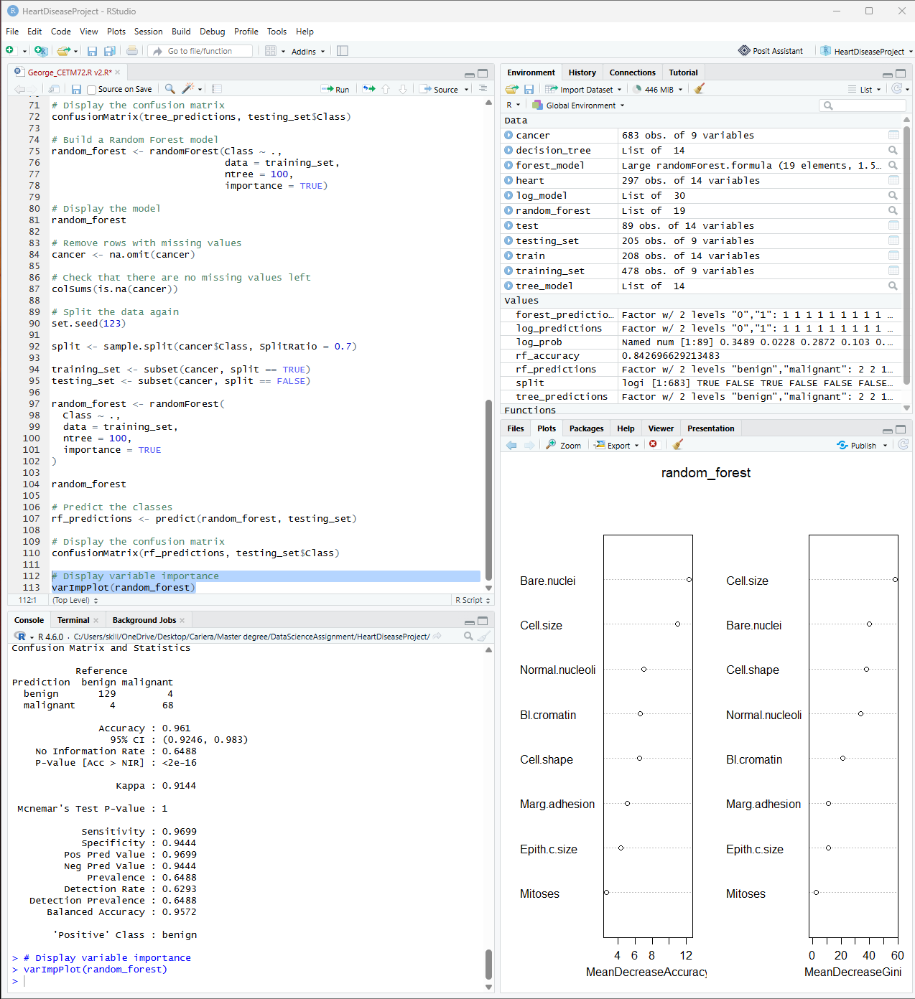 HeartDiseaseProject - RStudio
File Edit Code View Plots Session Build Debug Profile Tools Help
Go to file/function Addins Posit Assistant HeartDiseaseProject
George_CETM72.R v2.R*
Source on Save Run Source
71 # Display the confusion matrix
72 confusionMatrix(tree_predictions, testing_set$Class)
73
74 # Build a Random Forest model
75 random_forest <- randomForest(Class ~ .,
76 data = training_set,
77 ntree = 100,
78 importance = TRUE)
79
80 # Display the model
81 random_forest
82
83 # Remove rows with missing values
84 cancer <- na.omit(cancer)
85
86 # Check that there are no missing values left
87 colSums(is.na(cancer))
88
89 # Split the data again
90 set.seed(123)
91
92 split <- sample.split(cancer$Class, SplitRatio = 0.7)
93
94 training_set <- subset(cancer, split == TRUE)
95 testing_set <- subset(cancer, split == FALSE)
96
97 random_forest <- randomForest(
98 Class ~ .,
99 data = training_set,
100 ntree = 100,
101 importance = TRUE
102 )
103
104 random_forest
105
106 # Predict the classes
107 rf_predictions <- predict(random_forest, testing_set)
108
109 # Display the confusion matrix
110 confusionMatrix(rf_predictions, testing_set$Class)
111
112 # Display variable importance
113 varImpPlot(random_forest)
112:1 (Top Level) R Script
Console Terminal Background Jobs
R 4.6.0 · C:/Users/skill/OneDrive/Desktop/Cariera/Master degree/DataScienceAssignment/HeartDiseaseProject/
Confusion Matrix and Statistics
Reference
Prediction benign malignant
benign 129 4
malignant 4 68
Accuracy : 0.961
95% CI : (0.9246, 0.983)
No Information Rate : 0.6488
P-Value [Acc > NIR] : <2e-16
Kappa : 0.9144
Mcnemar's Test P-Value : 1
Sensitivity : 0.9699
Specificity : 0.9444
Pos Pred Value : 0.9699
Neg Pred Value : 0.9444
Prevalence : 0.6488
Detection Rate : 0.6293
Detection Prevalence : 0.6488
Balanced Accuracy : 0.9572
'Positive' Class : benign
> # Display variable importance
> varImpPlot(random_forest)
>
Environment History Connections Tutorial
Import Dataset 446 MiB List
R Global Environment
Data
cancer 683 obs. of 9 variables
decision_tree List of 14
forest_model Large randomForest.formula (19 elements, 1.5…
heart 297 obs. of 14 variables
log_model List of 30
random_forest List of 19
test 89 obs. of 14 variables
testing_set 205 obs. of 9 variables
train 208 obs. of 14 variables
training_set 478 obs. of 9 variables
tree_model List of 14
Values
forest_predictio… Factor w/ 2 levels "0","1": 1 1 1 1 1 1 1 1 1 …
log_predictions Factor w/ 2 levels "0","1": 1 1 1 1 1 1 1 1 1 …
log_prob Named num [1:89] 0.3489 0.0228 0.2872 0.103 0.…
rf_accuracy 0.842696629213483
rf_predictions Factor w/ 2 levels "benign","malignant": 2 2 1…
split logi [1:683] TRUE FALSE TRUE FALSE FALSE FALSE…
tree_predictions Factor w/ 2 levels "benign","malignant": 2 2 1…
Functions
Files Plots Packages Help Viewer Presentation
Zoom Export Publish
random_forest
Bare.nuclei
Cell.size
Normal.nucleoli
Bl.cromatin
Cell.shape
Marg.adhesion
Epith.c.size
Mitoses
4 6 8 12
MeanDecreaseAccuracy
Cell.size
Bare.nuclei
Cell.shape
Normal.nucleoli
Bl.cromatin
Marg.adhesion
Epith.c.size
Mitoses
0 20 40 60
MeanDecreaseGini